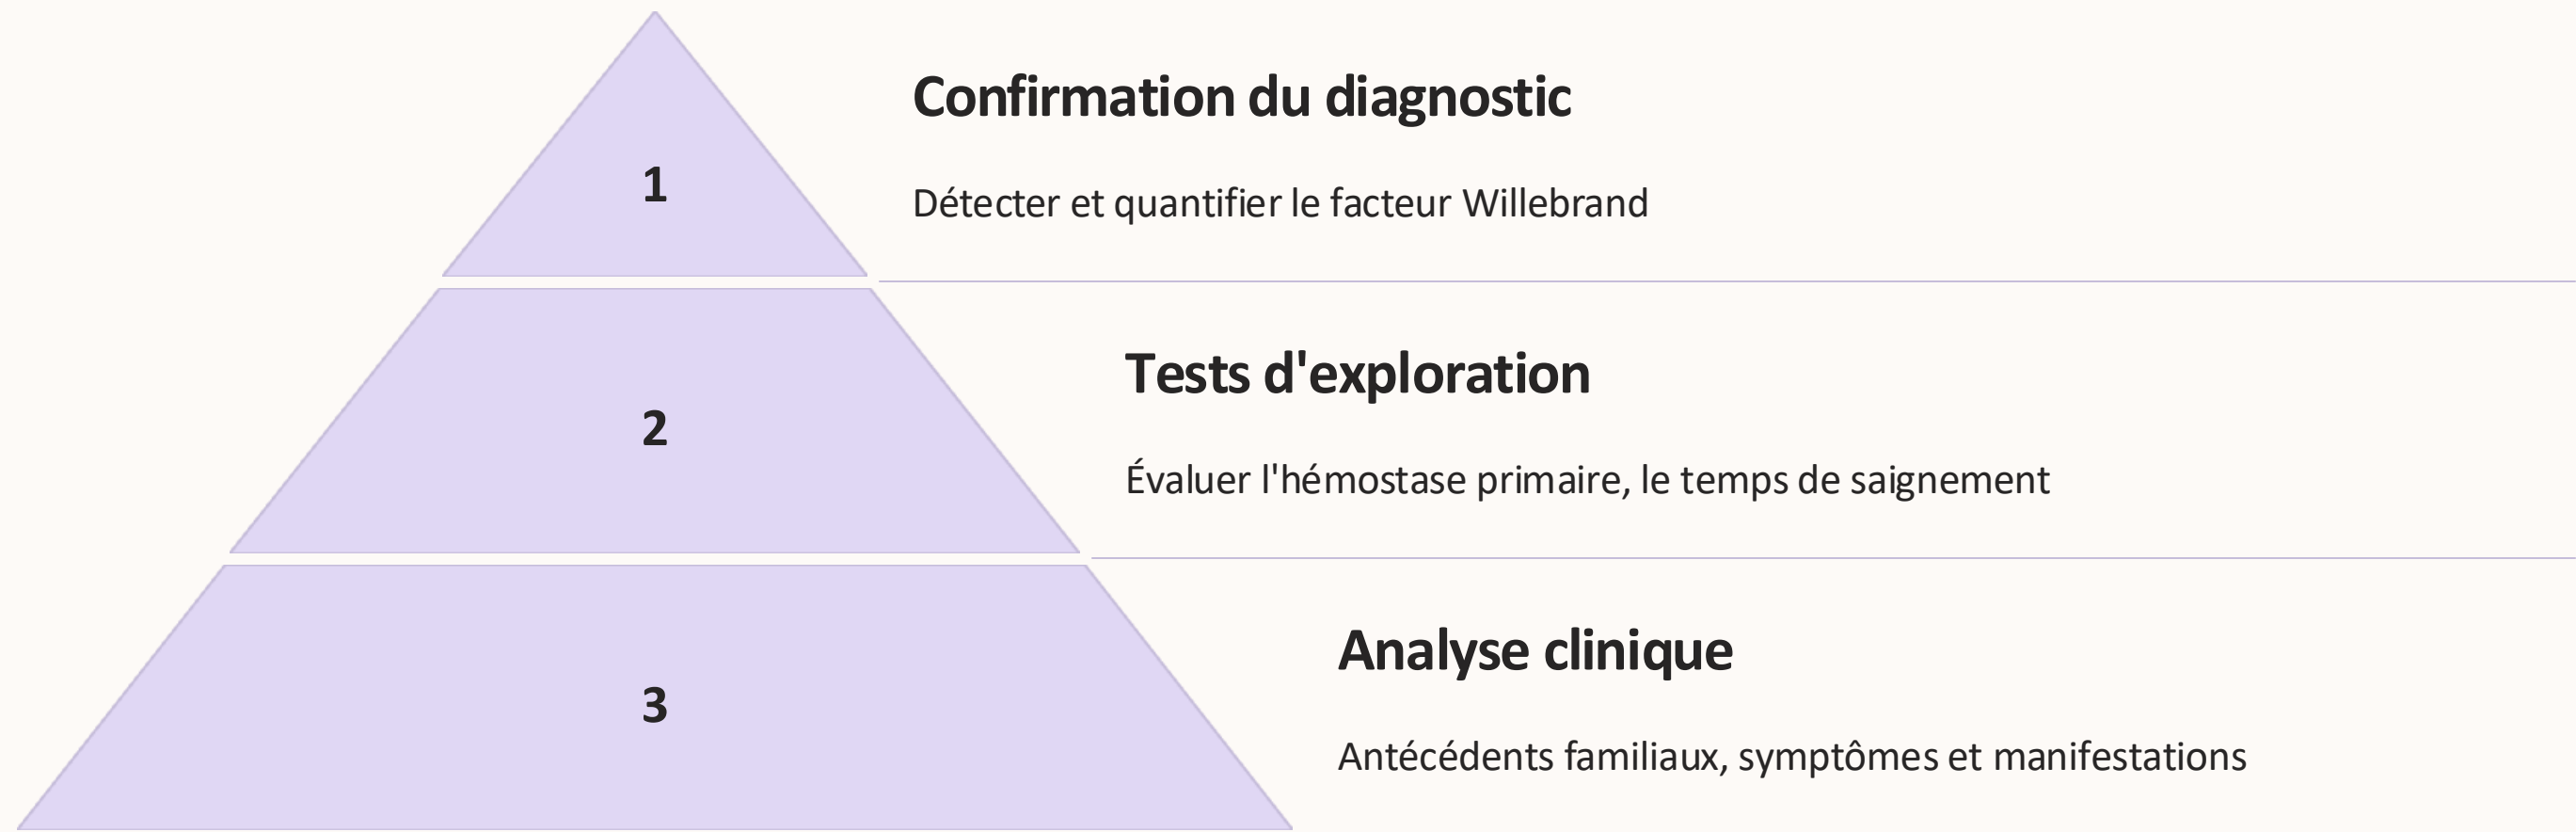 1
Confirmation du diagnostic
Détecter et quantifier le facteur Willebrand
2
Tests d'exploration
Évaluer l'hémostase primaire, le temps de saignement
3
Analyse clinique
Antécédents familiaux, symptômes et manifestations